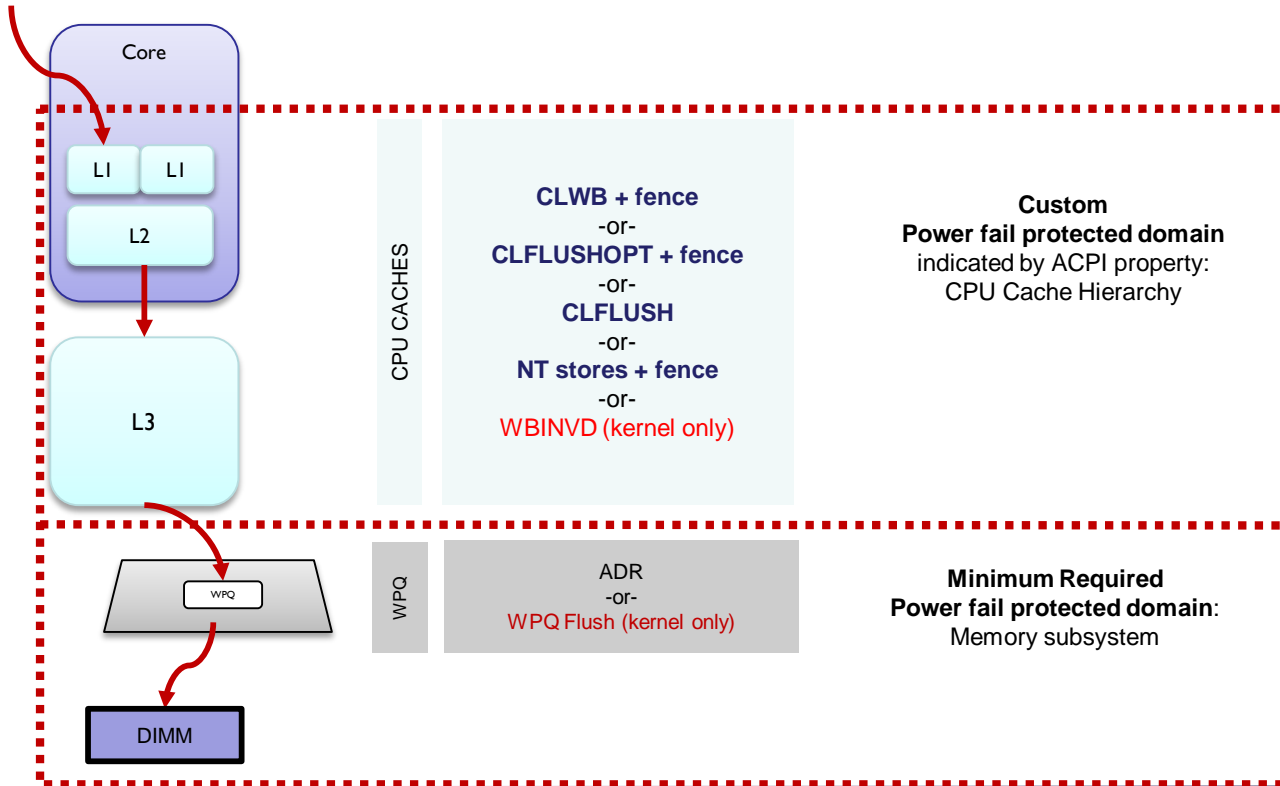 Core
L1 L1
L2
L3
CPU CACHES
CLWB + fence
-or-
CLFLUSHOPT + fence
-or-
CLFLUSH
-or-
NT stores + fence
-or-
WBINVD (kernel only)
Custom
Power fail protected domain
indicated by ACPI property:
CPU Cache Hierarchy
WPQ
DIMM
WPQ
ADR
-or-
WPQ Flush (kernel only)
Minimum Required
Power fail protected domain:
Memory subsystem